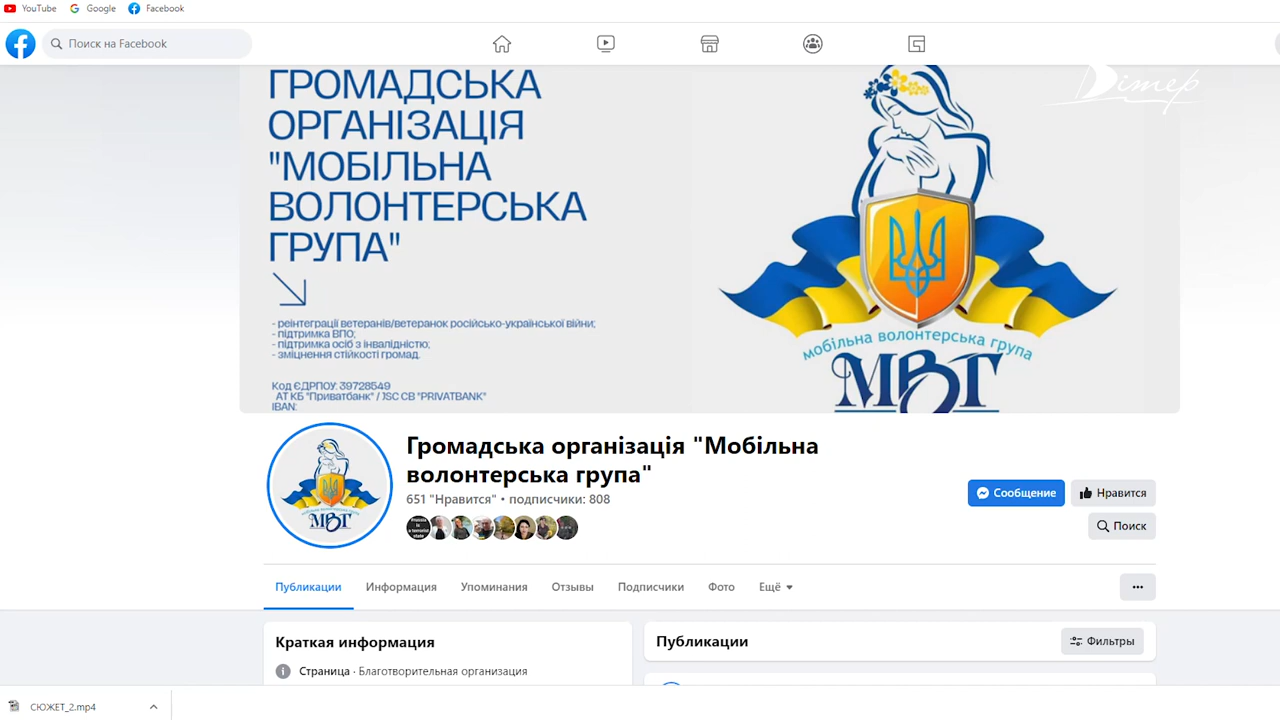 YouTube Google Facebook
Поиск на Facebook
Дітер
ГРОМАДСЬКА
ОРГАНІЗАЦІЯ
"МОБІЛЬНА
ВОЛОНТЕРСЬКА
ГРУПА"
- реінтеграції ветеранів/ветеранок російсько-української війни;
- підтримка ВПО;
- підтримка осіб з інвалідністю;
- зміцнення стійкості громад.
Код ЄДРПОУ: 39728549
АТ КБ "Приватбанк" / JSC CB "PRIVATBANK"
IBAN:
мобільна волонтерська група
МВГ
Громадська організація "Мобільна
волонтерська група"
651 "Нравится" • подписчики: 808
Сообщение
Нравится
Поиск
Публикации Информация Упоминания Отзывы Подписчики Фото Ещё
Краткая информация
Страница · Благотворительная организация
Публикации
Фильтры
СЮЖЕТ_2.mp4